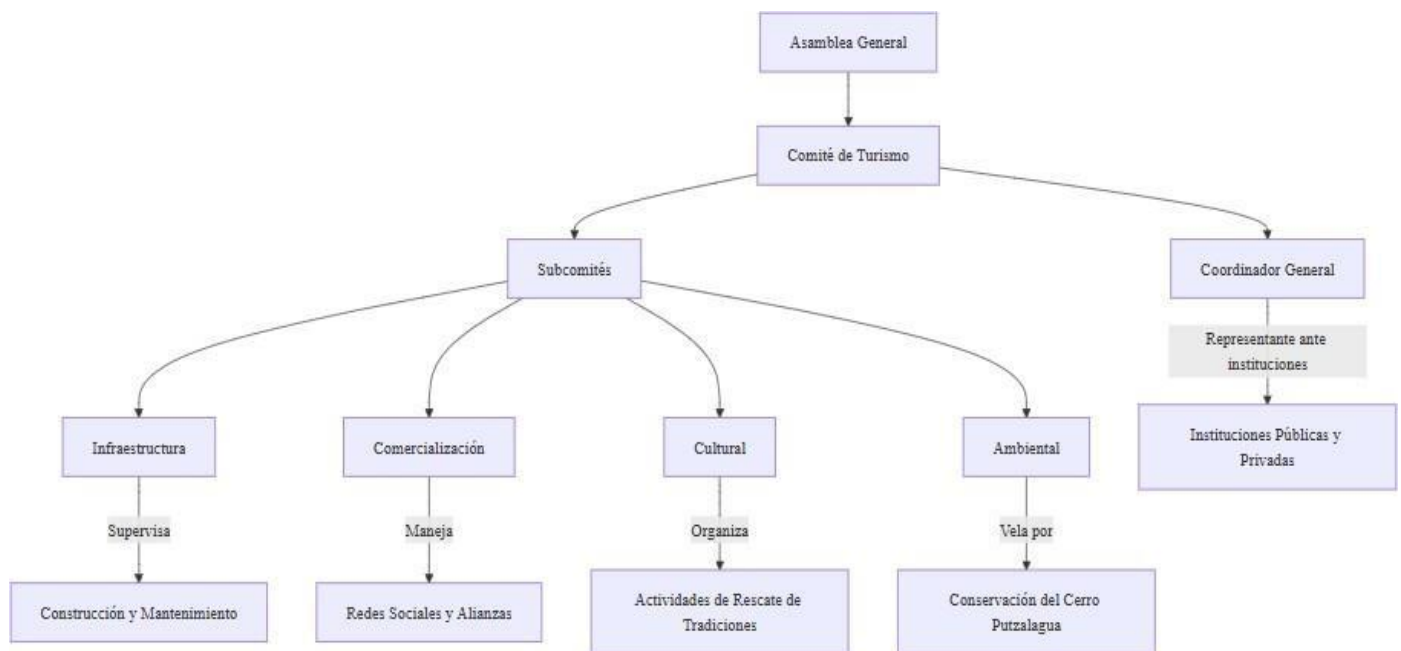 Asamblea General
Comité de Turismo
Subcomités
Coordinador General
Representante ante
instituciones
Infraestructura
Comercialización
Cultural
Ambiental
Instituciones Públicas y
Privadas
Supervisa
Maneja
Organiza
Vela por
Construcción y Mantenimiento
Redes Sociales y Alianzas
Actividades de Rescate de
Tradiciones
Conservación del Cerro
Putzalagua